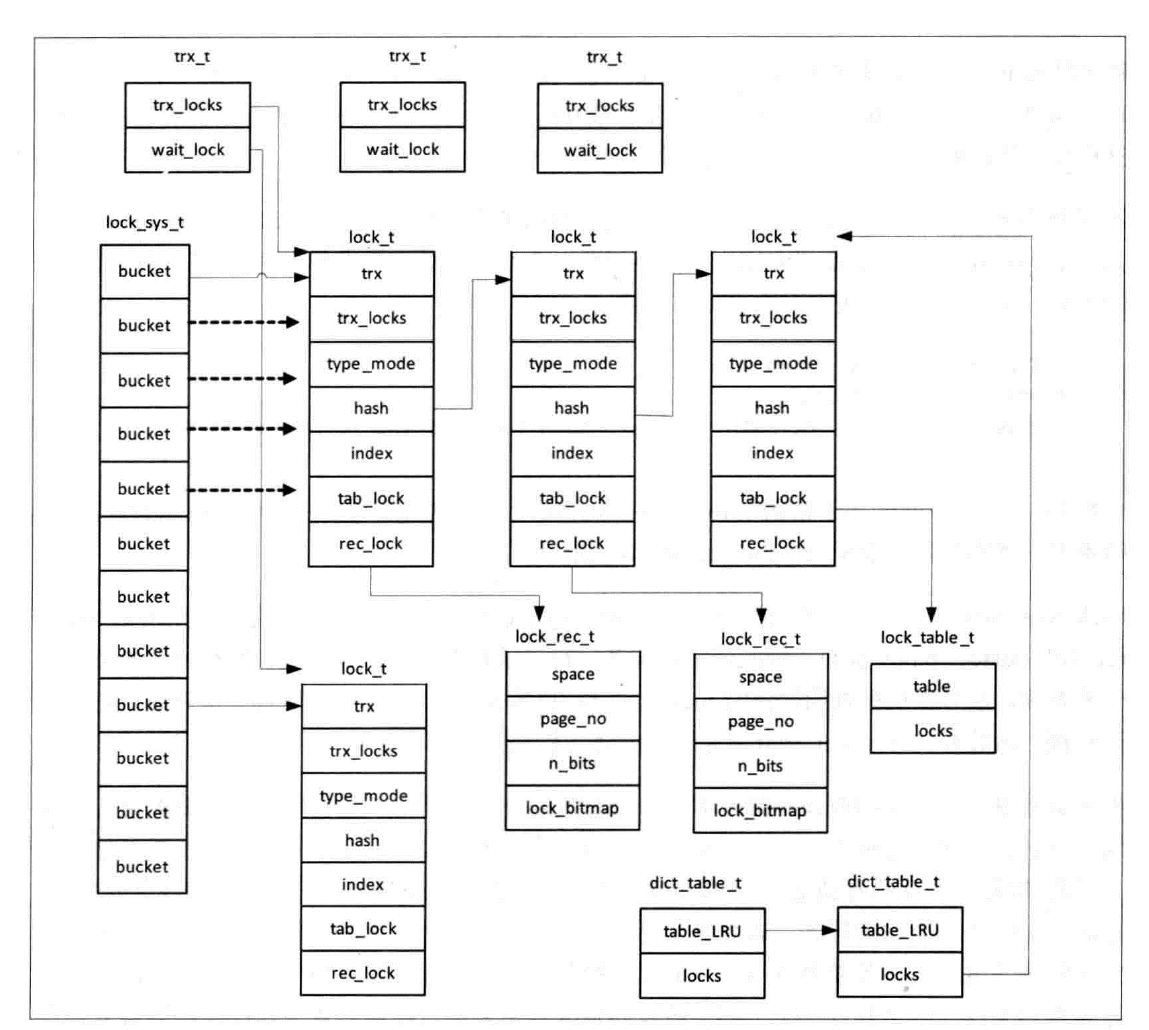 trx_t
trx_locks
wait_lock
trx_t
trx_locks
wait_lock
trx_t
trx_locks
wait_lock
lock_sys_t
bucket
bucket
bucket
bucket
bucket
bucket
bucket
bucket
bucket
bucket
bucket
bucket
lock_t
trx
trx_locks
type_mode
hash
index
tab_lock
rec_lock
lock_t
trx
trx_locks
type_mode
hash
index
tab_lock
rec_lock
lock_t
trx
trx_locks
type_mode
hash
index
tab_lock
rec_lock
lock_t
trx
trx_locks
type_mode
hash
index
tab_lock
rec_lock
lock_rec_t
space
page_no
n_bits
lock_bitmap
lock_rec_t
space
page_no
n_bits
lock_bitmap
lock_table_t
table
locks
dict_table_t
table_LRU
locks
dict_table_t
table_LRU
locks